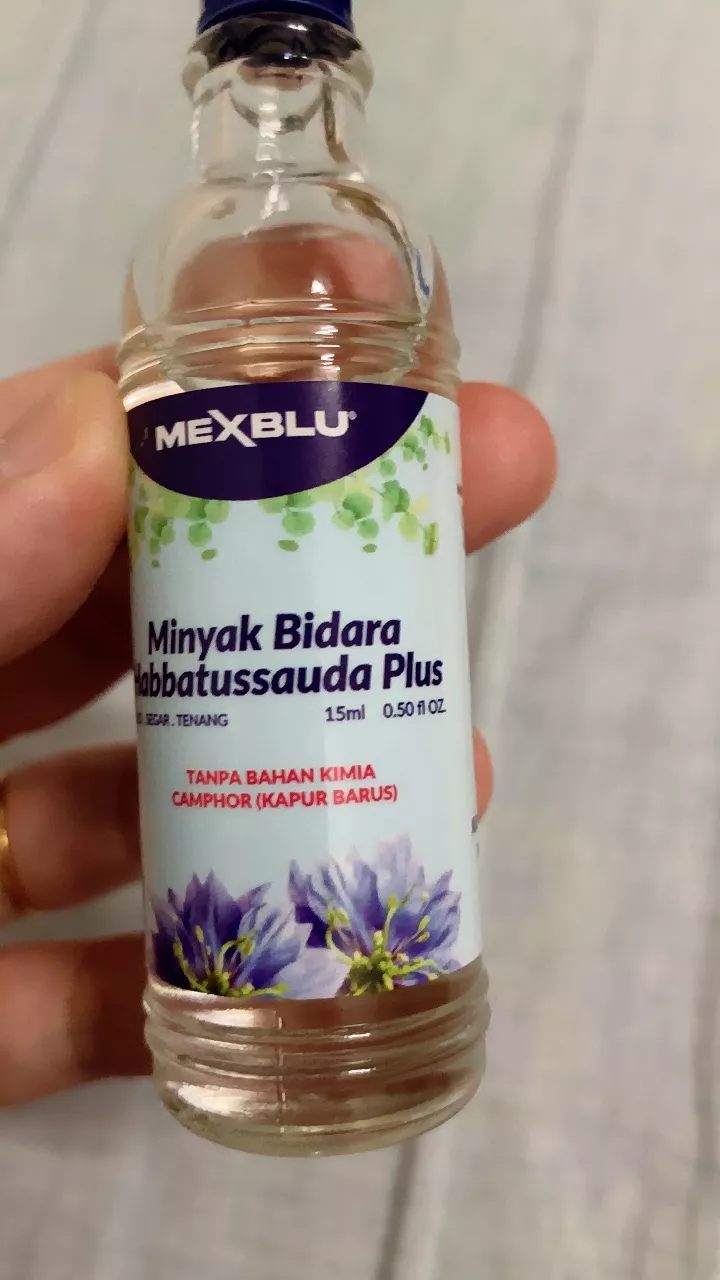 MEXBLU®
Minyak Bidara
Habbatussauda Plus
SEGAR . TENANG
15ml 0.50 fl OZ.
TANPA BAHAN KIMIA
CAMPHOR (KAPUR BARUS)